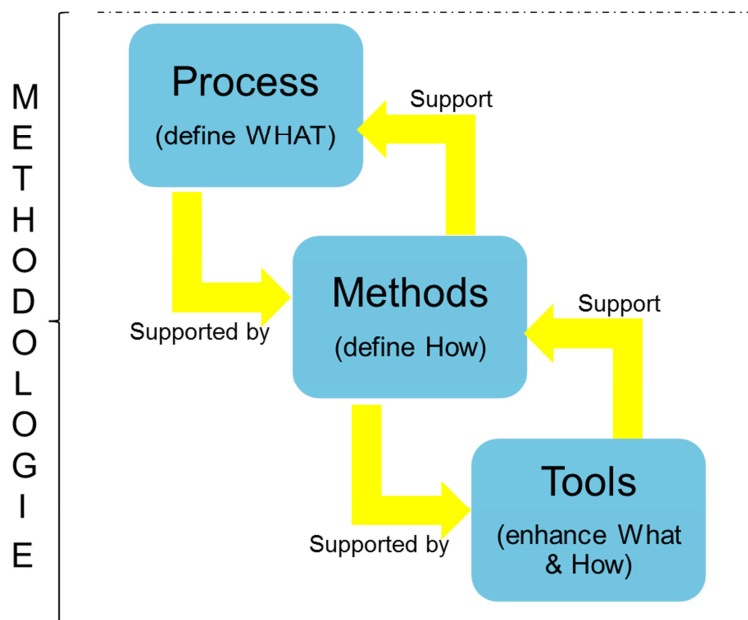 METHODOLOGIE
Process
(define WHAT)
Support
Supported by
Methods
(define How)
Support
Supported by
Tools
(enhance What
& How)